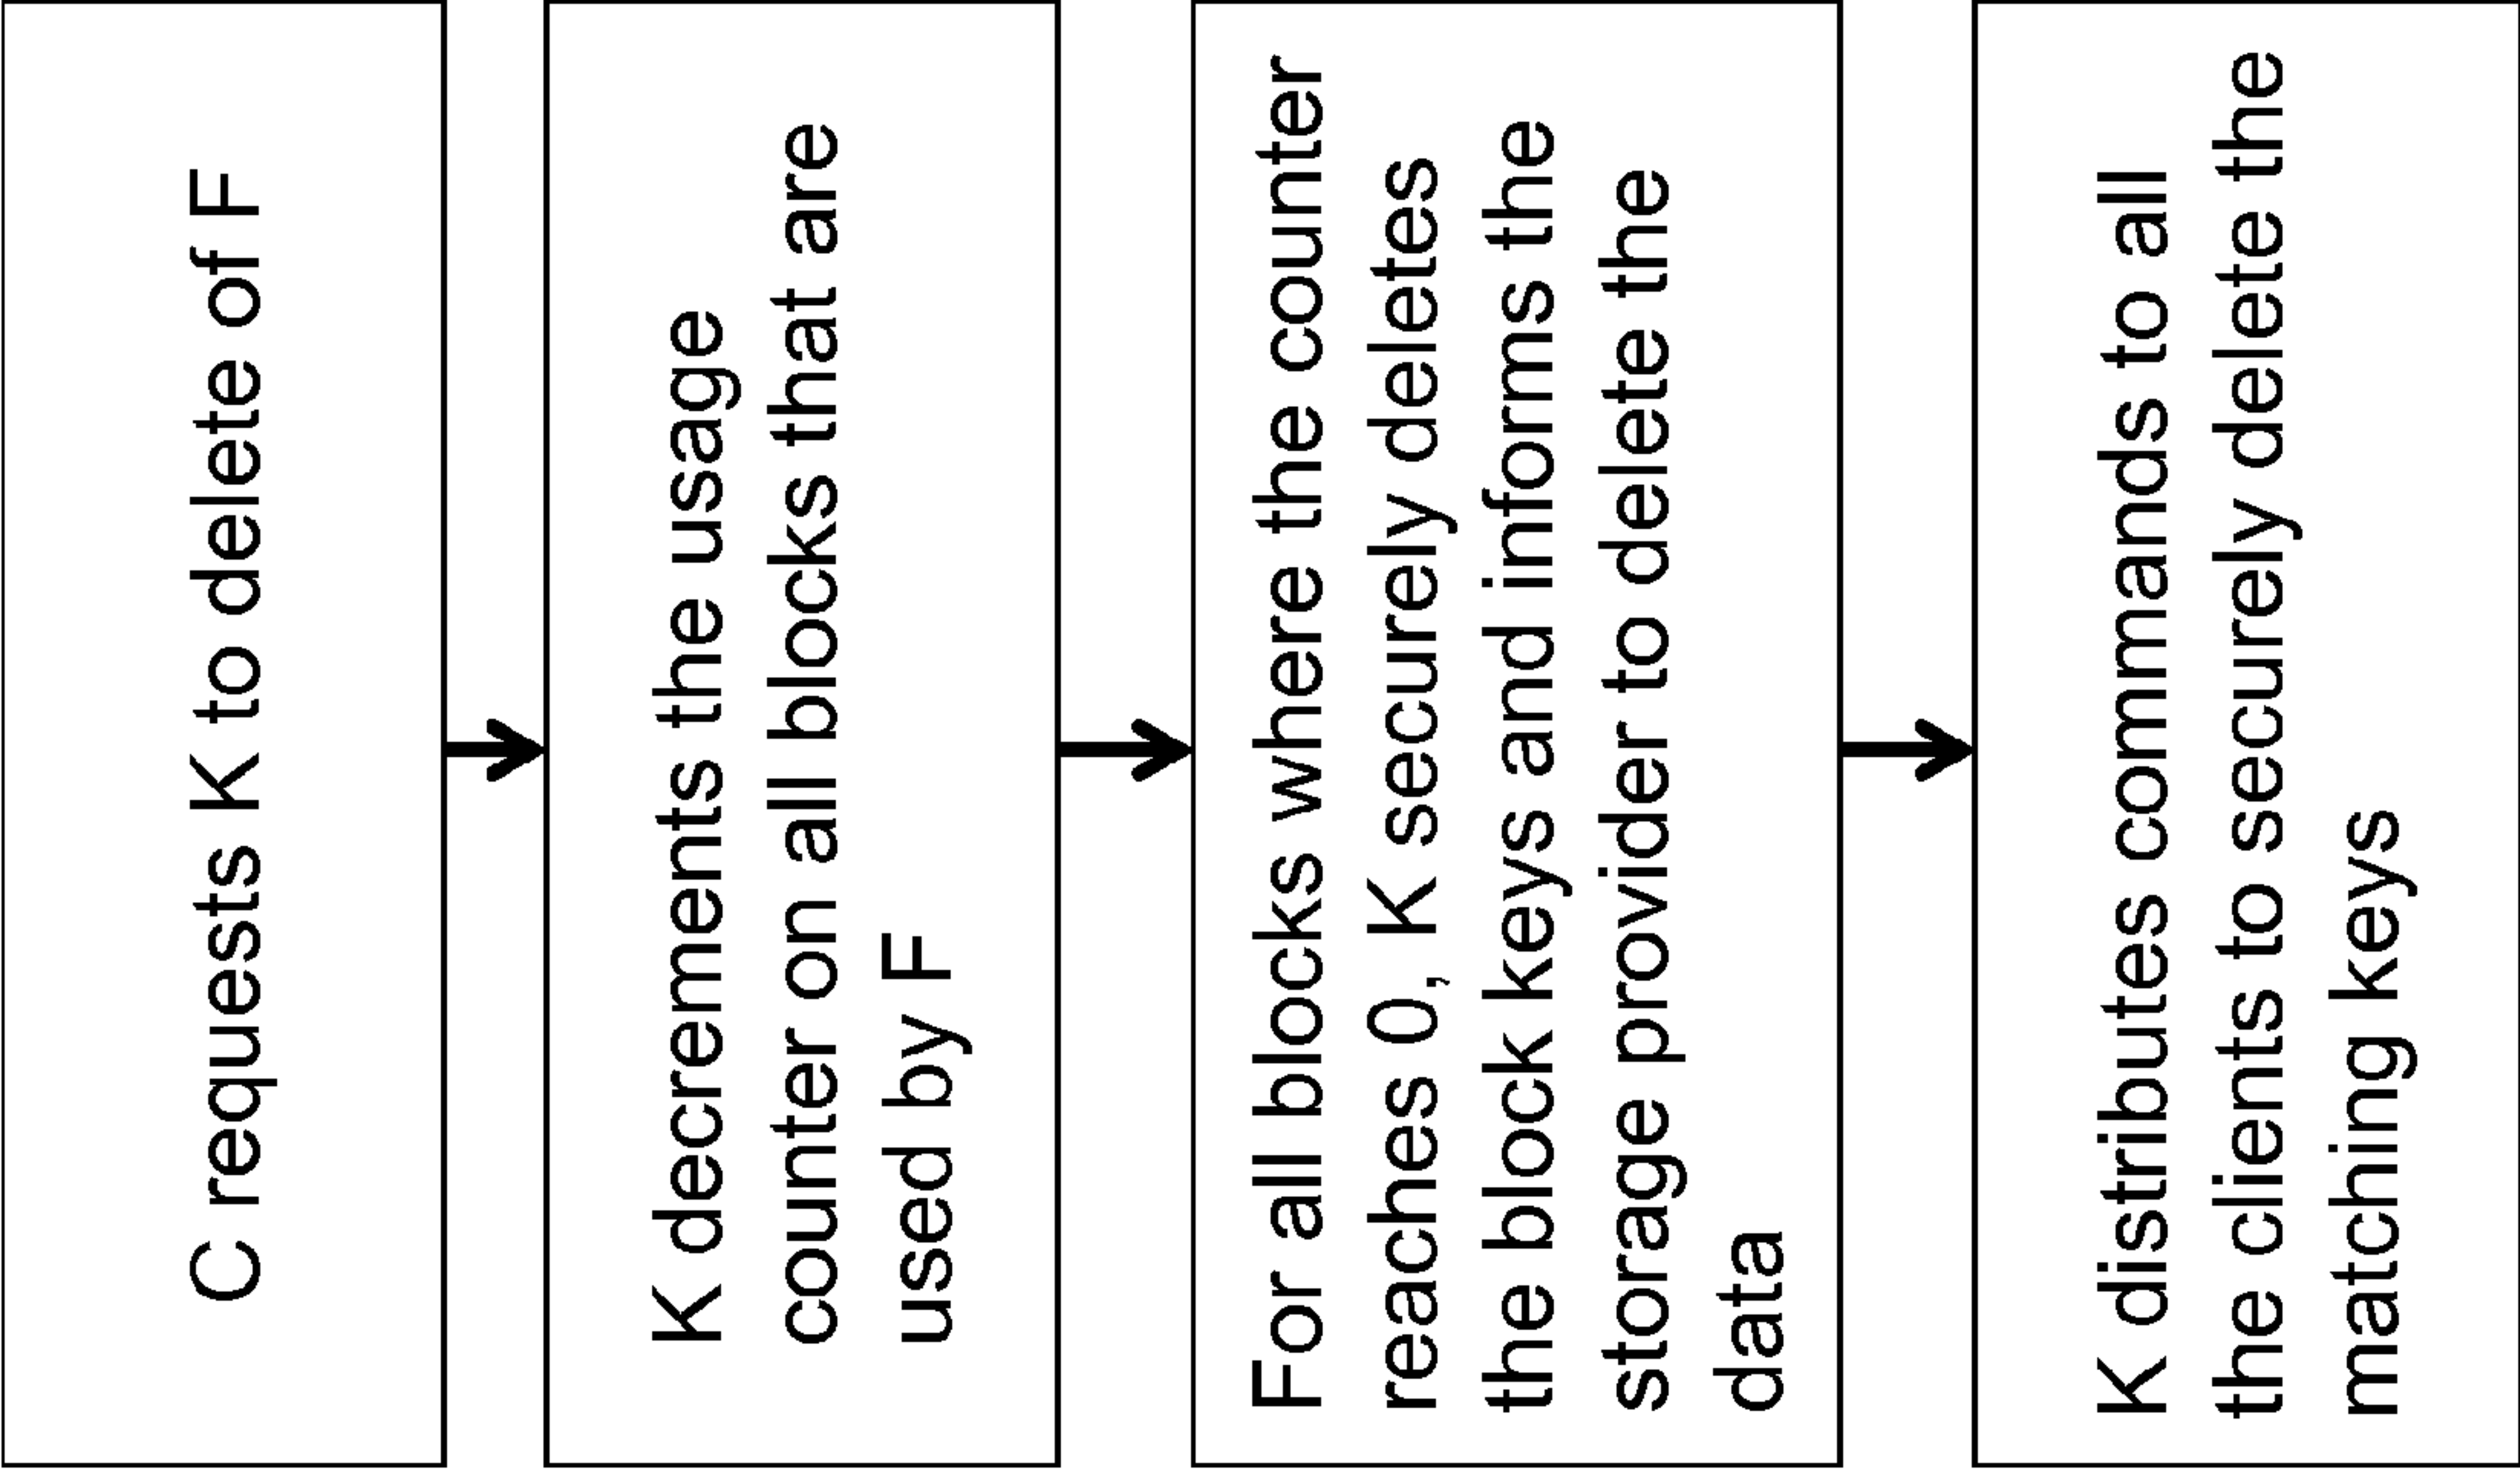 C requests K to delete of F
K decrements the usage
counter on all blocks that are
used by F
For all blocks where the counter
reaches 0, K securely deletes
the block keys and informs the
storage provider to delete the
data
K distributes commands to all
the clients to securely delete the
matching keys